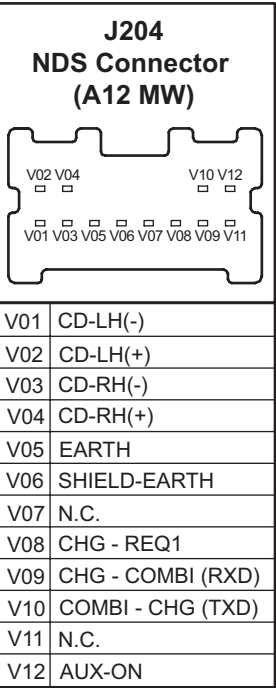 J204
NDS Connector
(A12 MW)
V02 V04 V10 V12
V01 V03 V05 V06 V07 V08 V09 V11
V01 CD-LH(-)
V02 CD-LH(+)
V03 CD-RH(-)
V04 CD-RH(+)
V05 EARTH
V06 SHIELD-EARTH
V07 N.C.
V08 CHG - REQ1
V09 CHG - COMBI (RXD)
V10 COMBI - CHG (TXD)
V11 N.C.
V12 AUX-ON